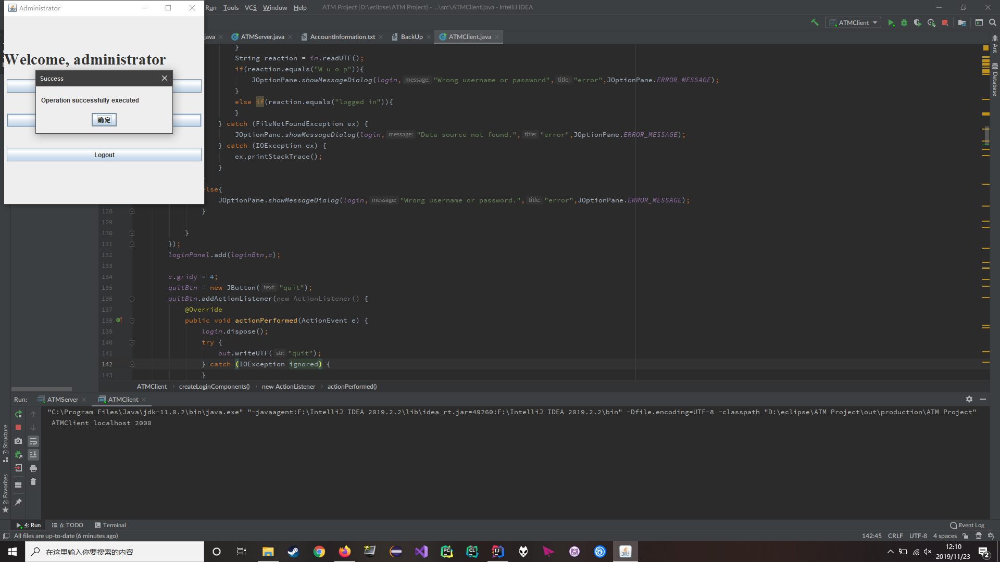 Administrator
Run Tools VCS Window Help ATM Project [D:\eclipse\ATM Project] - ...\src\ATMClient.java - IntelliJ IDEA
ATMClient
java ATMServer.java AccountInformation.txt BackUp ATMClient.java
Welcome, administrator
Success
Operation successfully executed
确定
Logout
}
String reaction = in.readUTF();
if(reaction.equals("W u o p")){
JOptionPane.showMessageDialog(login, message: "Wrong username or password", title: "error",JOptionPane.ERROR_MESSAGE);
}
else if(reaction.equals("logged in")){
}
} catch (FileNotFoundException ex) {
JOptionPane.showMessageDialog(login, message: "Data source not found.", title: "error",JOptionPane.ERROR_MESSAGE);
} catch (IOException ex) {
ex.printStackTrace();
}
lse{
JOptionPane.showMessageDialog(login, message: "Wrong username or password.", title: "error",JOptionPane.ERROR_MESSAGE);
128 }
129
130 }
131 });
132 loginPanel.add(loginBtn,c);
133
134 c.gridy = 4;
135 quitBtn = new JButton( text: "quit");
136 quitBtn.addActionListener(new ActionListener() {
137 @Override
138 public void actionPerformed(ActionEvent e) {
139 login.dispose();
140 try {
141 out.writeUTF( str: "quit");
142 } catch (IOException ignored) {
143 }
ATMClient createLoginComponents() new ActionListener actionPerformed()
Ant
Database
Run: ATMServer ATMClient
"C:\Program Files\Java\jdk-11.0.2\bin\java.exe" "-javaagent:F:\IntelliJ IDEA 2019.2.2\lib\idea_rt.jar=49260:F:\IntelliJ IDEA 2019.2.2\bin" -Dfile.encoding=UTF-8 -classpath "D:\eclipse\ATM Project\out\production\ATM Project"
ATMClient localhost 2000
Z: Structure
2: Favorites
4: Run 6: TODO Terminal Event Log
All files are up-to-date (6 minutes ago) 142:45 CRLF UTF-8 4 spaces
在这里输入你要搜索的内容
99
PC
CL
IJ
gog
com
12:10
2019/11/23
2